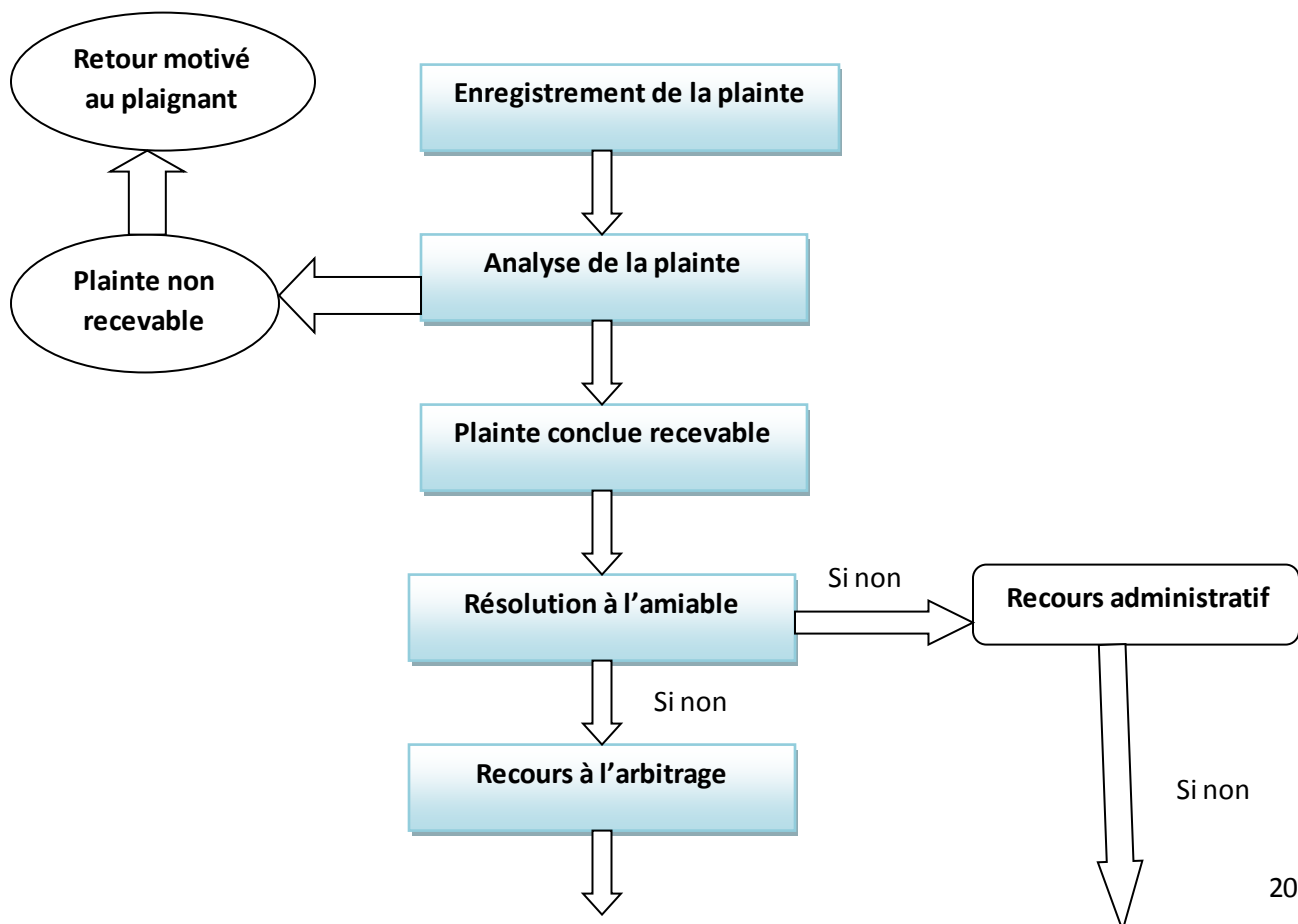 Retour motivé
au plaignant
Enregistrement de la plainte
Analyse de la plainte
Plainte non
recevable
Plainte conclue recevable
Résolution à l’amiable
Si non
Recours administratif
Si non
Recours à l’arbitrage
Si non
20